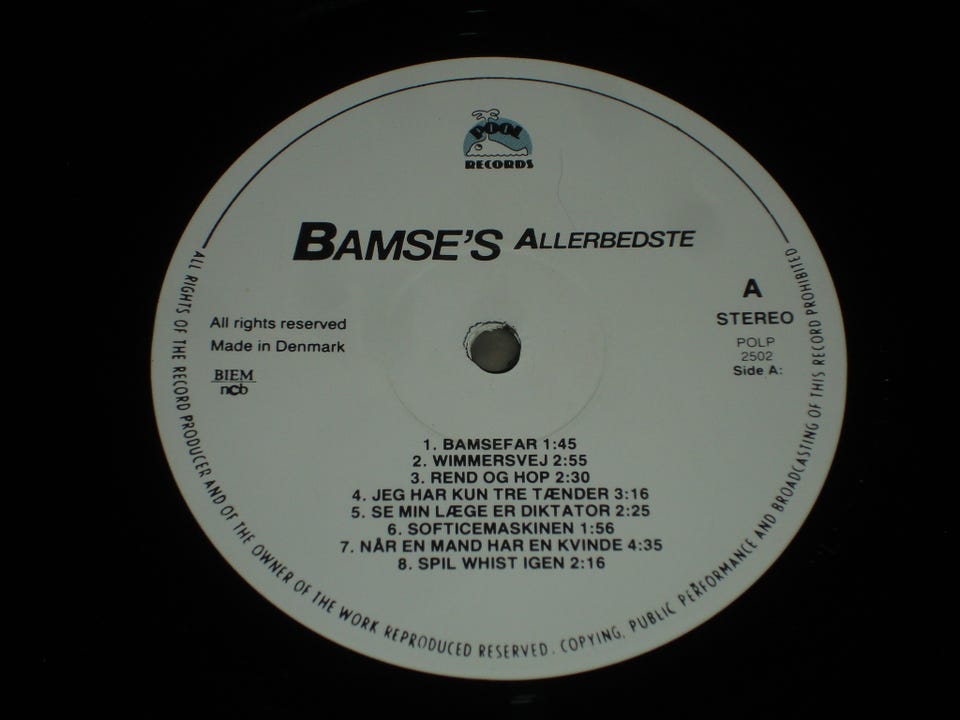 POOL
RECORDS
BAMSE'S ALLERBEDSTE
A
STEREO
POLP
2502
Side A:
All rights reserved
Made in Denmark
BIEM
ncb
1. BAMSEFAR 1:45
2. WIMMERSVEJ 2:55
3. REND OG HOP 2:30
4. JEG HAR KUN TRE TÆNDER 3:16
5. SE MIN LÆGE ER DIKTATOR 2:25
6. SOFTICEMASKINEN 1:56
7. NÅR EN MAND HAR EN KVINDE 4:35
8. SPIL WHIST IGEN 2:16
ALL RIGHTS OF THE RECORD PRODUCER AND OF THE OWNER OF THE WORK REPRODUCED RESERVED. COPYING, PUBLIC PERFORMANCE AND BROADCASTING OF THIS RECORD PROHIBITED